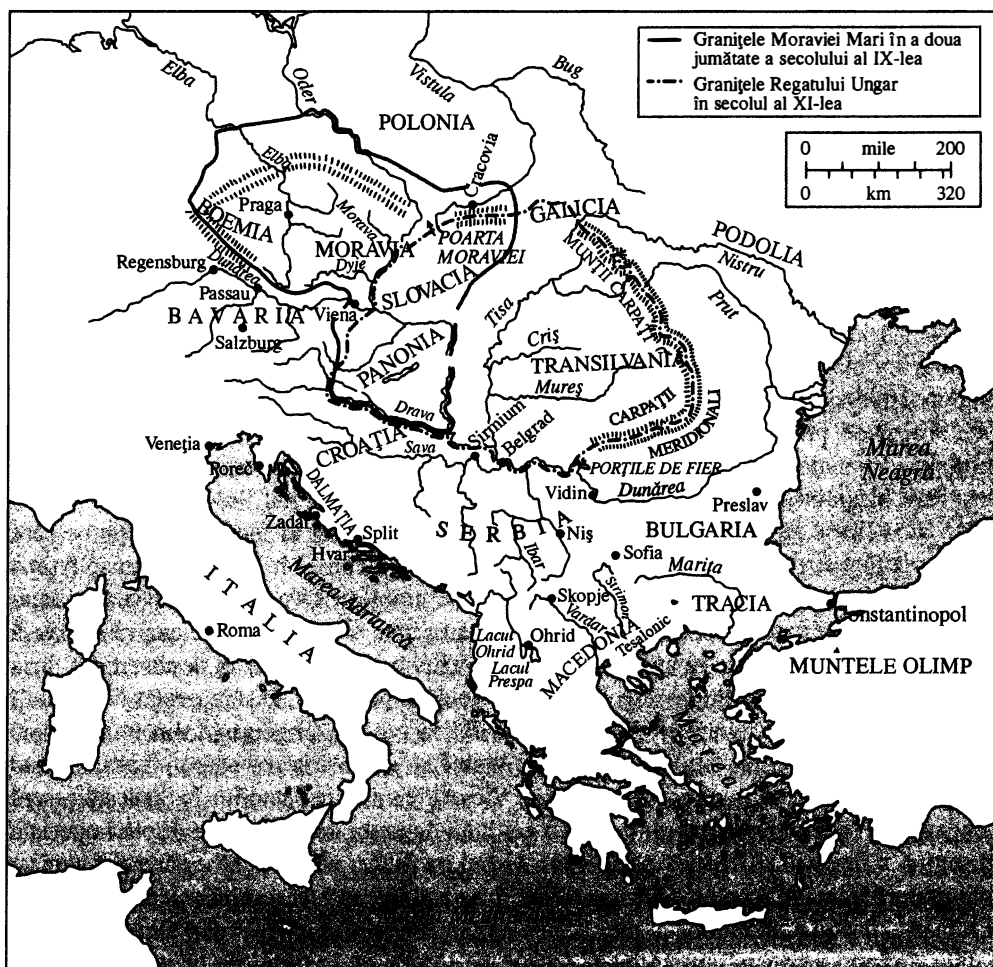 Graniţele Moraviei Mari în a doua
jumătate a secolului al IX-lea
Graniţele Regatului Ungar
în secolul al XI-lea
0 mile 200
0 km 320
Elba
Oder
Vistula
Bug
POLONIA
Cracovia
Elba
Praga
BOEMIA
Morava
MORAVIA
Dyje
POARTA
MORAVIEI
GALICIA
PODOLIA
Nistru
Prut
MUNŢII CARPAŢI
Regensburg
Dunărea
Passau
BAVARIA
Viena
Salzburg
SLOVACIA
Tisa
PANONIA
Criş
TRANSILVANIA
Mureş
CARPAŢII
MERIDIONALI
Drava
CROAŢIA
Sava
Sirmium
Belgrad
PORŢILE DE FIER
Vidin
Dunărea
Veneţia
Poreč
DALMAŢIA
Zadar
Split
Hvar
Marea Adriatică
SERBIA
Ibar
Niş
Preslav
BULGARIA
Marea
Neagră
Sofia
Mariţa
ITALIA
Roma
Skopje
Strimon
Vardar
TRACIA
Constantinopol
Lacul
Ohrid
Ohrid
Lacul
Prespa
MACEDONIA
Tesalonic
MUNTELE OLIMP